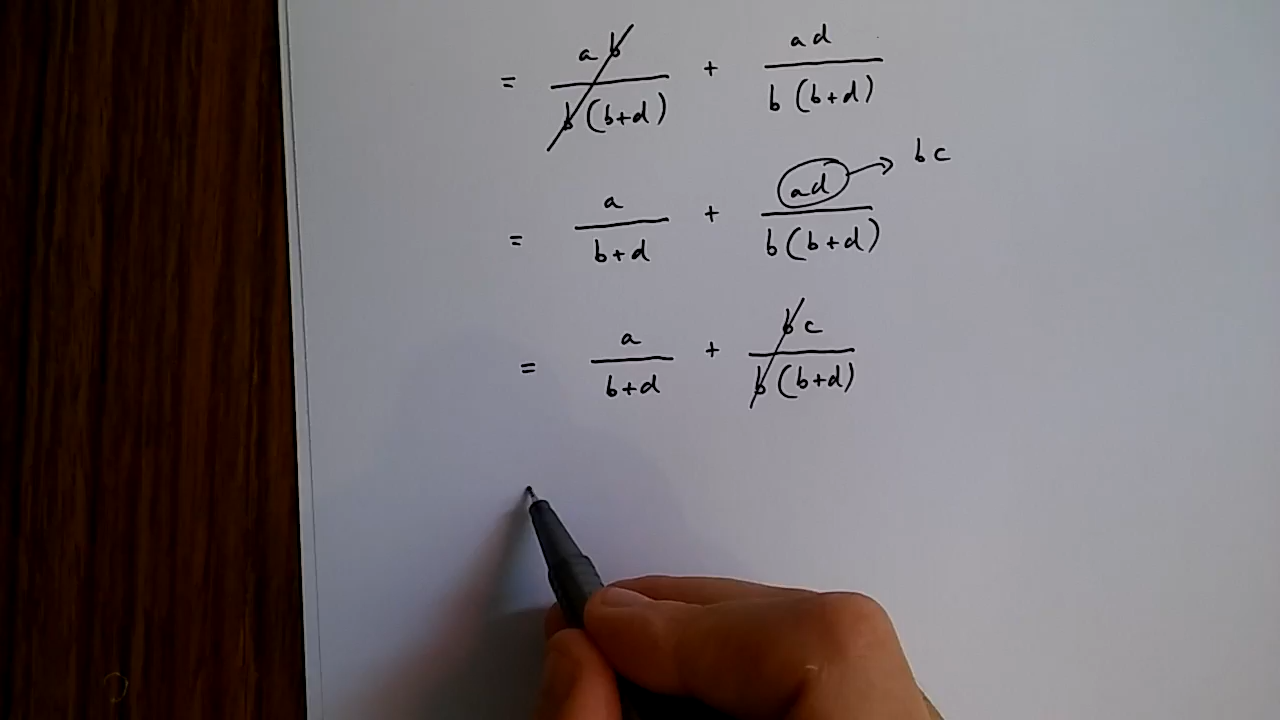 = ab / b(b+d) + ad / b(b+d)
= a / b+d + ad / b(b+d) → bc
= a / b+d + bc / b(b+d)